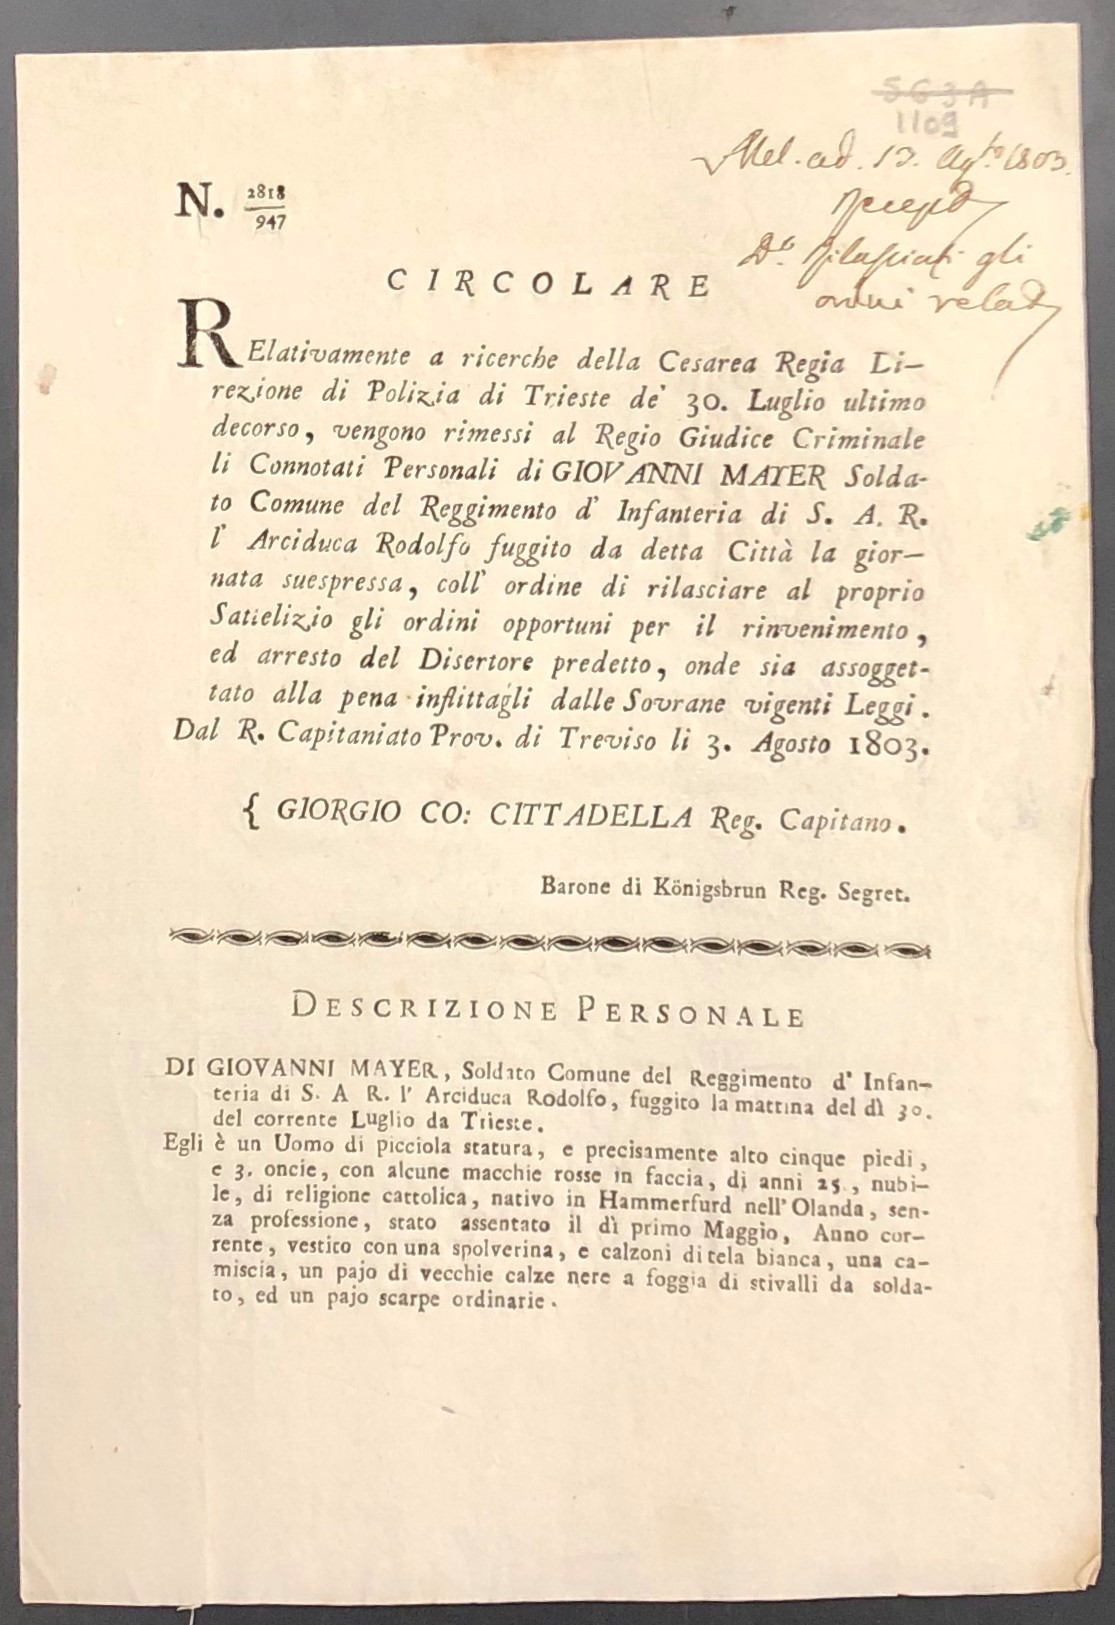 563A
1109
Mel. ad. 13. Agto 1803.
N. 2818
947
gli
ordini
CIRCOLARE
RElativamente a ricerche della Cesarea Regia Li-
rezione di Polizia di Trieste de' 30. Luglio ultimo
decorso, vengono rimessi al Regio Giudice Criminale
li Connotati Personali di GIOVANNI MAYER Solda-
to Comune del Reggimento d' Infanteria di S. A. R.
l' Arciduca Rodolfo fuggito da detta Città la gior-
nata suespressa, coll' ordine di rilasciare al proprio
Satielizio gli ordini opportuni per il rinvenimento,
ed arresto del Disertore predetto, onde sia assogget-
tato alla pena inflittagli dalle Sovrane vigenti Leggi.
Dal R. Capitaniato Prov. di Treviso li 3. Agosto 1803.
{ GIORGIO CO: CITTADELLA Reg. Capitano.
Barone di Königsbrun Reg. Segret.
DESCRIZIONE PERSONALE
DI GIOVANNI MAYER, Soldato Comune del Reggimento d' Infan-
teria di S. A R. l' Arciduca Rodolfo, fuggito la mattina del dì 30.
del corrente Luglio da Trieste.
Egli è un Uomo di picciola statura, e precisamente alto cinque piedi,
e 3. oncie, con alcune macchie rosse in faccia, di anni 25., nubi-
le, di religione cattolica, nativo in Hammerfurd nell' Olanda, sen-
za professione, stato assentato il dì primo Maggio, Anno cor-
rente, vestito con una spolverina, e calzoni di tela bianca, una ca-
miscia, un pajo di vecchie calze nere a foggia di stivalli da solda-
to, ed un pajo scarpe ordinarie.